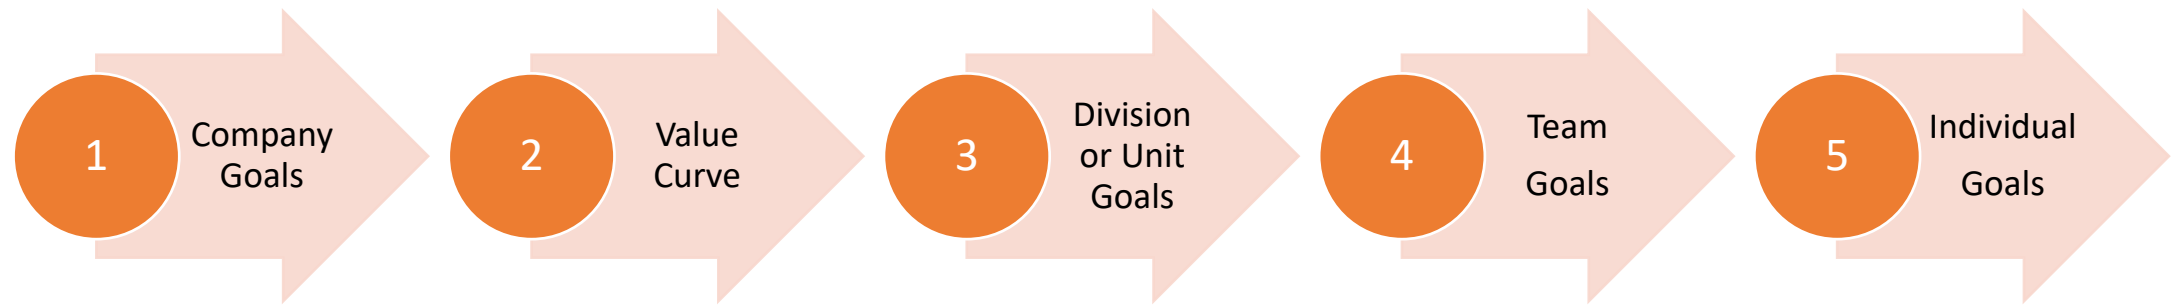 1
Company
Goals
2
Value
Curve
3
Division
or Unit
Goals
4
Team
Goals
5
Individual
Goals